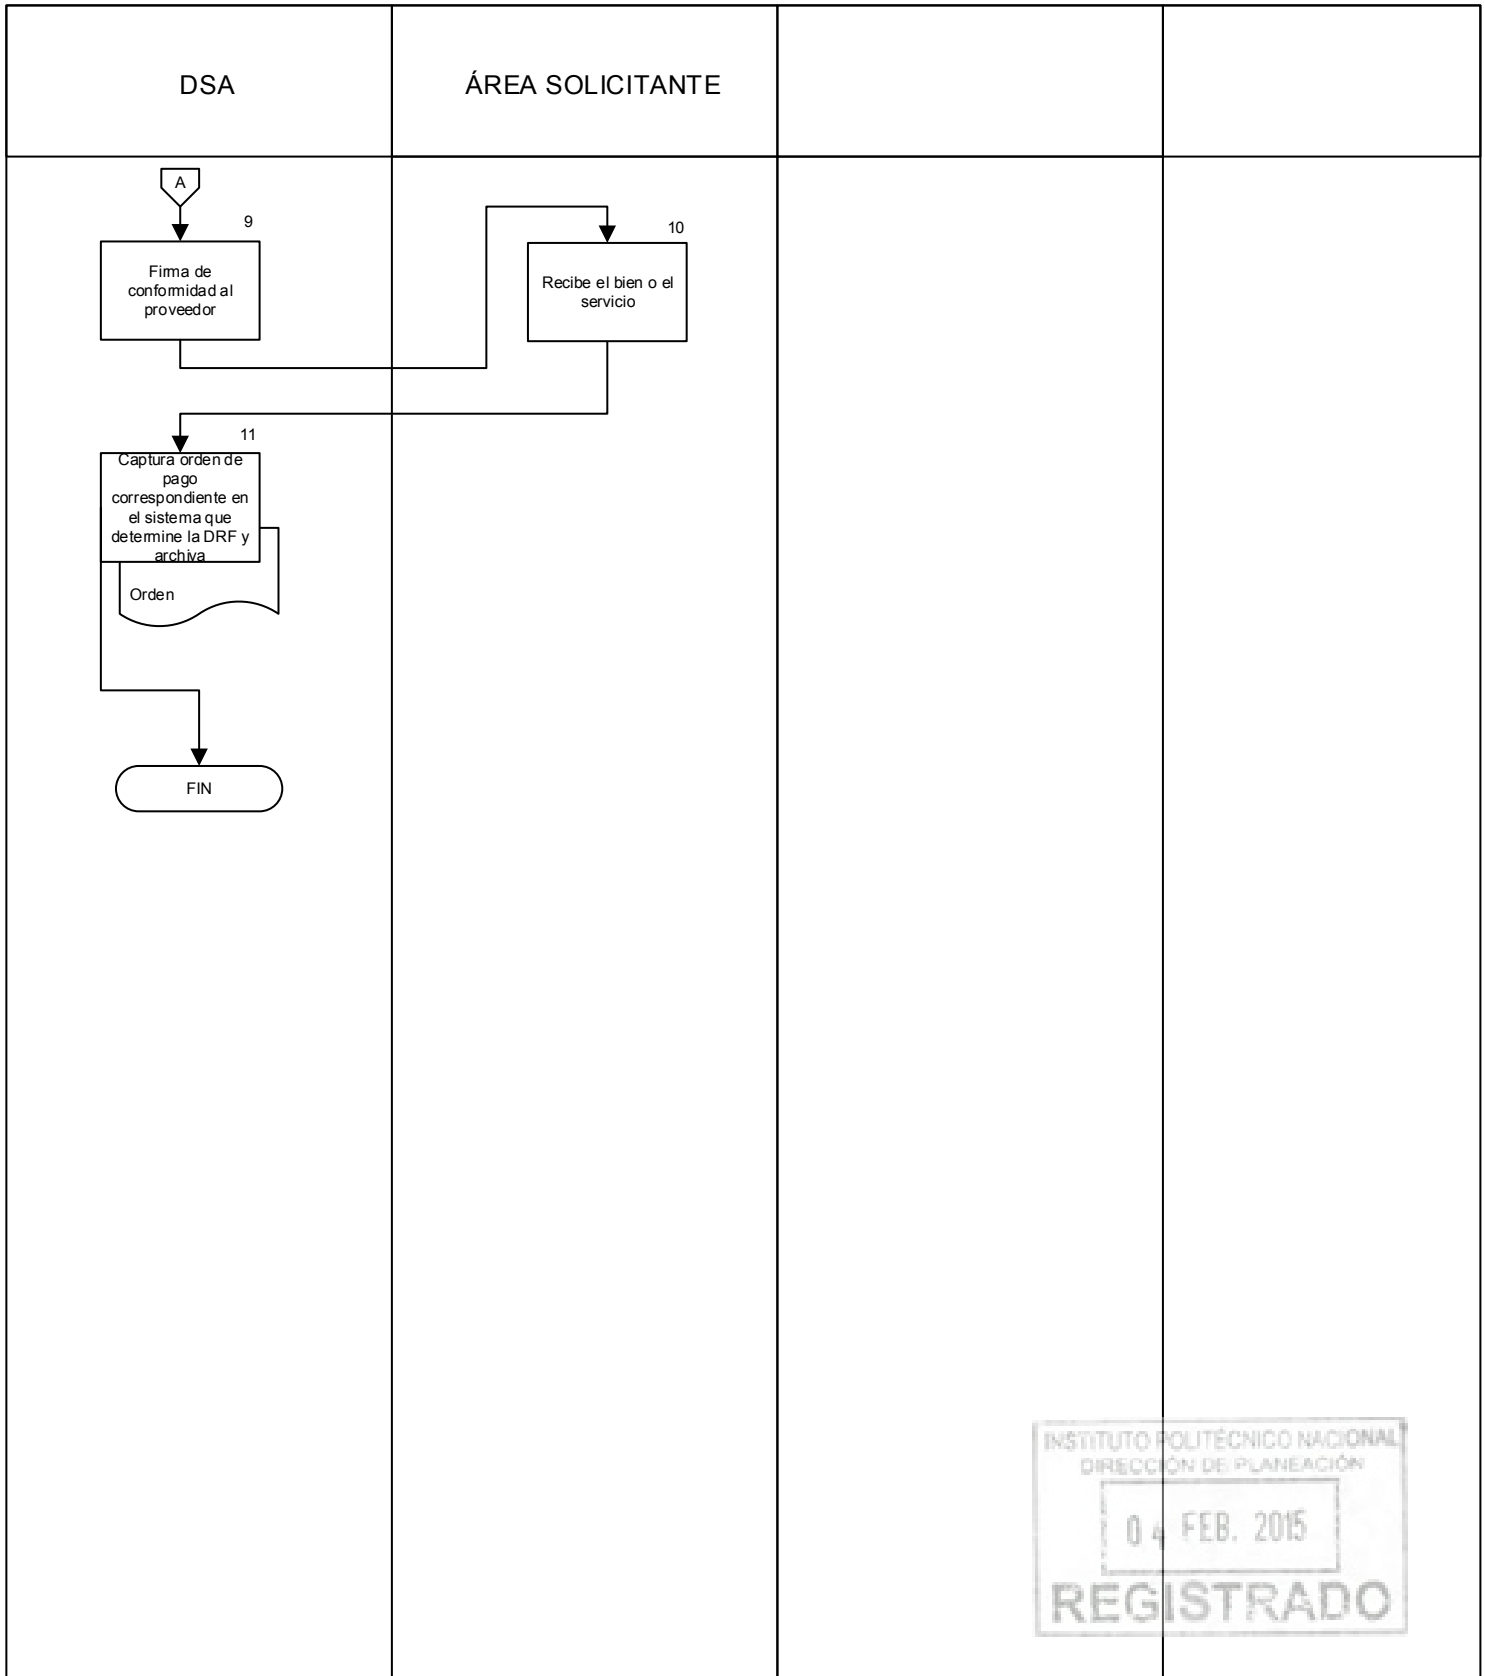 DSA
ÁREA SOLICITANTE
A
9
Firma de
conformidad al
proveedor
10
Recibe el bien o el
servicio
11
Captura orden de
pago
correspondiente en
el sistema que
determine la DRF y
archiva
Orden
FIN
INSTITUTO POLITÉCNICO NACIONAL
DIRECCIÓN DE PLANEACIÓN
04 FEB. 2015
REGISTRADO